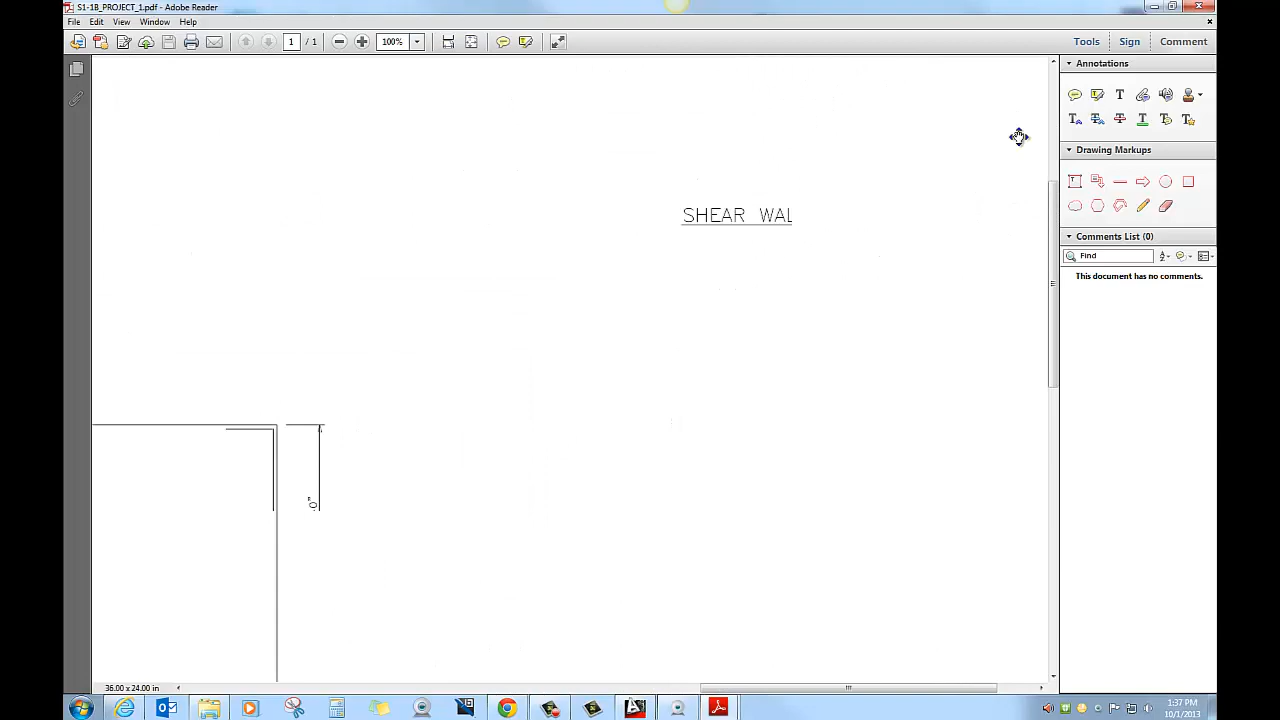 S1-1B_PROJECT_1.pdf - Adobe Reader
File Edit View Window Help
1 / 1 100% Tools Sign Comment
Annotations
Drawing Markups
Comments List (0)
Find
This document has no comments.
SHEAR WAL
0"
36.00 x 24.00 in
1:37 PM
10/1/2013